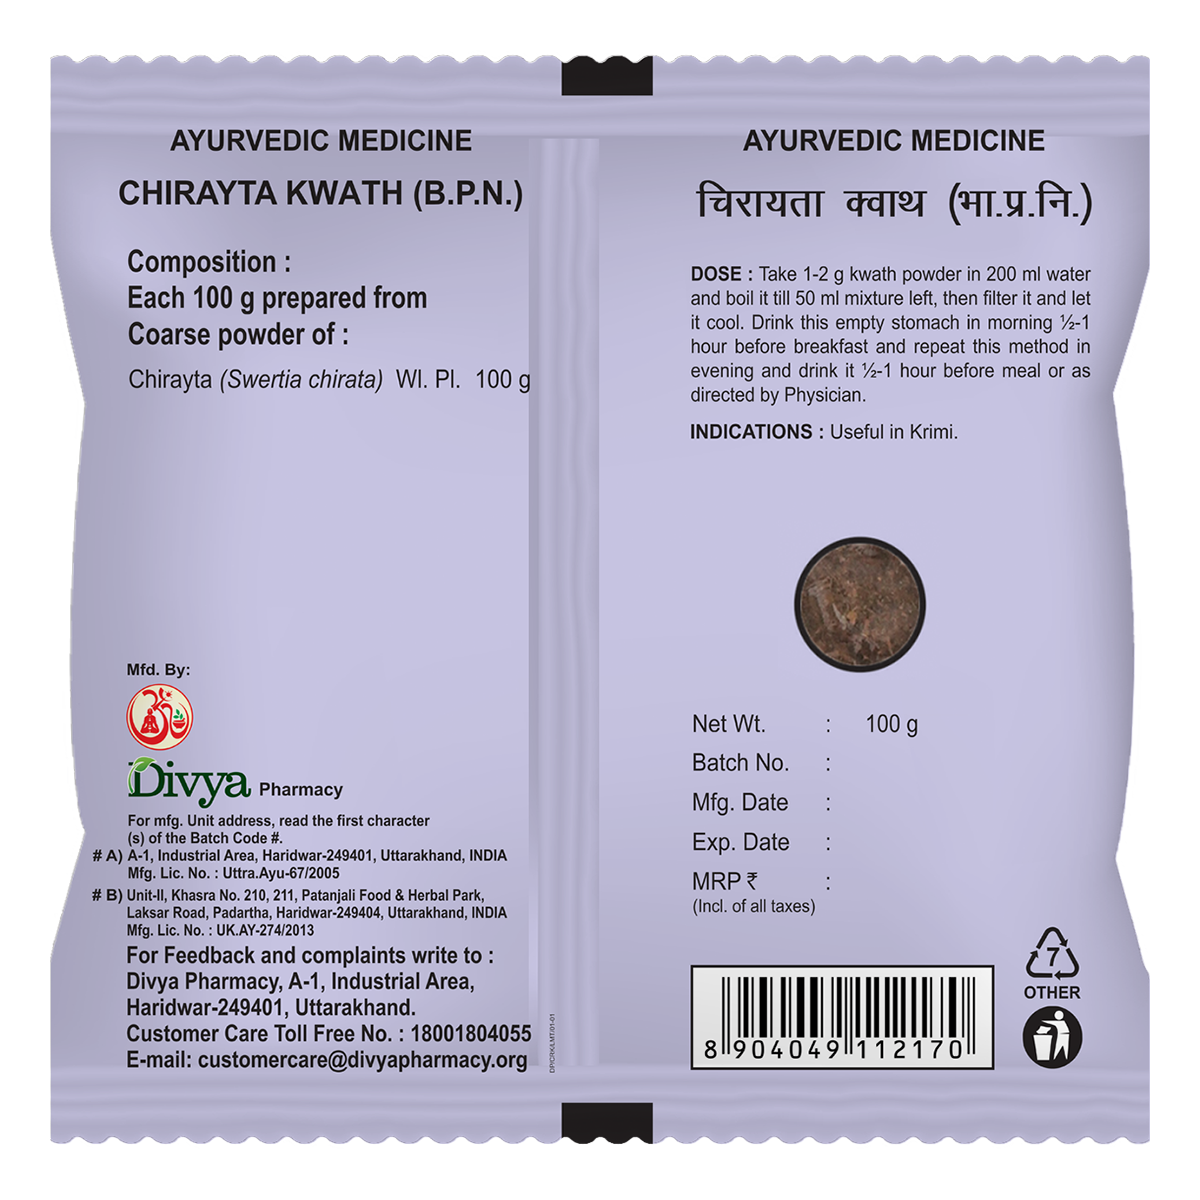 AYURVEDIC MEDICINE
CHIRAYTA KWATH (B.P.N.)
Composition :
Each 100 g prepared from
Coarse powder of :
Chirayta (Swertia chirata) Wl. Pl. 100 g
Mfd. By:
Divya Pharmacy
For mfg. Unit address, read the first character
(s) of the Batch Code #.
# A) A-1, Industrial Area, Haridwar-249401, Uttarakhand, INDIA
Mfg. Lic. No. : Uttra.Ayu-67/2005
# B) Unit-II, Khasra No. 210, 211, Patanjali Food & Herbal Park,
Laksar Road, Padartha, Haridwar-249404, Uttarakhand, INDIA
Mfg. Lic. No. : UK.AY-274/2013
For Feedback and complaints write to :
Divya Pharmacy, A-1, Industrial Area,
Haridwar-249401, Uttarakhand.
Customer Care Toll Free No. : 18001804055
E-mail: customercare@divyapharmacy.org
DP/CRK/LMT/01-01
AYURVEDIC MEDICINE
चिरायता क्वाथ (भा.प्र.नि.)
DOSE : Take 1-2 g kwath powder in 200 ml water
and boil it till 50 ml mixture left, then filter it and let
it cool. Drink this empty stomach in morning ½-1
hour before breakfast and repeat this method in
evening and drink it ½-1 hour before meal or as
directed by Physician.
INDICATIONS : Useful in Krimi.
Net Wt. : 100 g
Batch No. :
Mfg. Date :
Exp. Date :
MRP ₹ :
(Incl. of all taxes)
8 904049 112170
7
OTHER